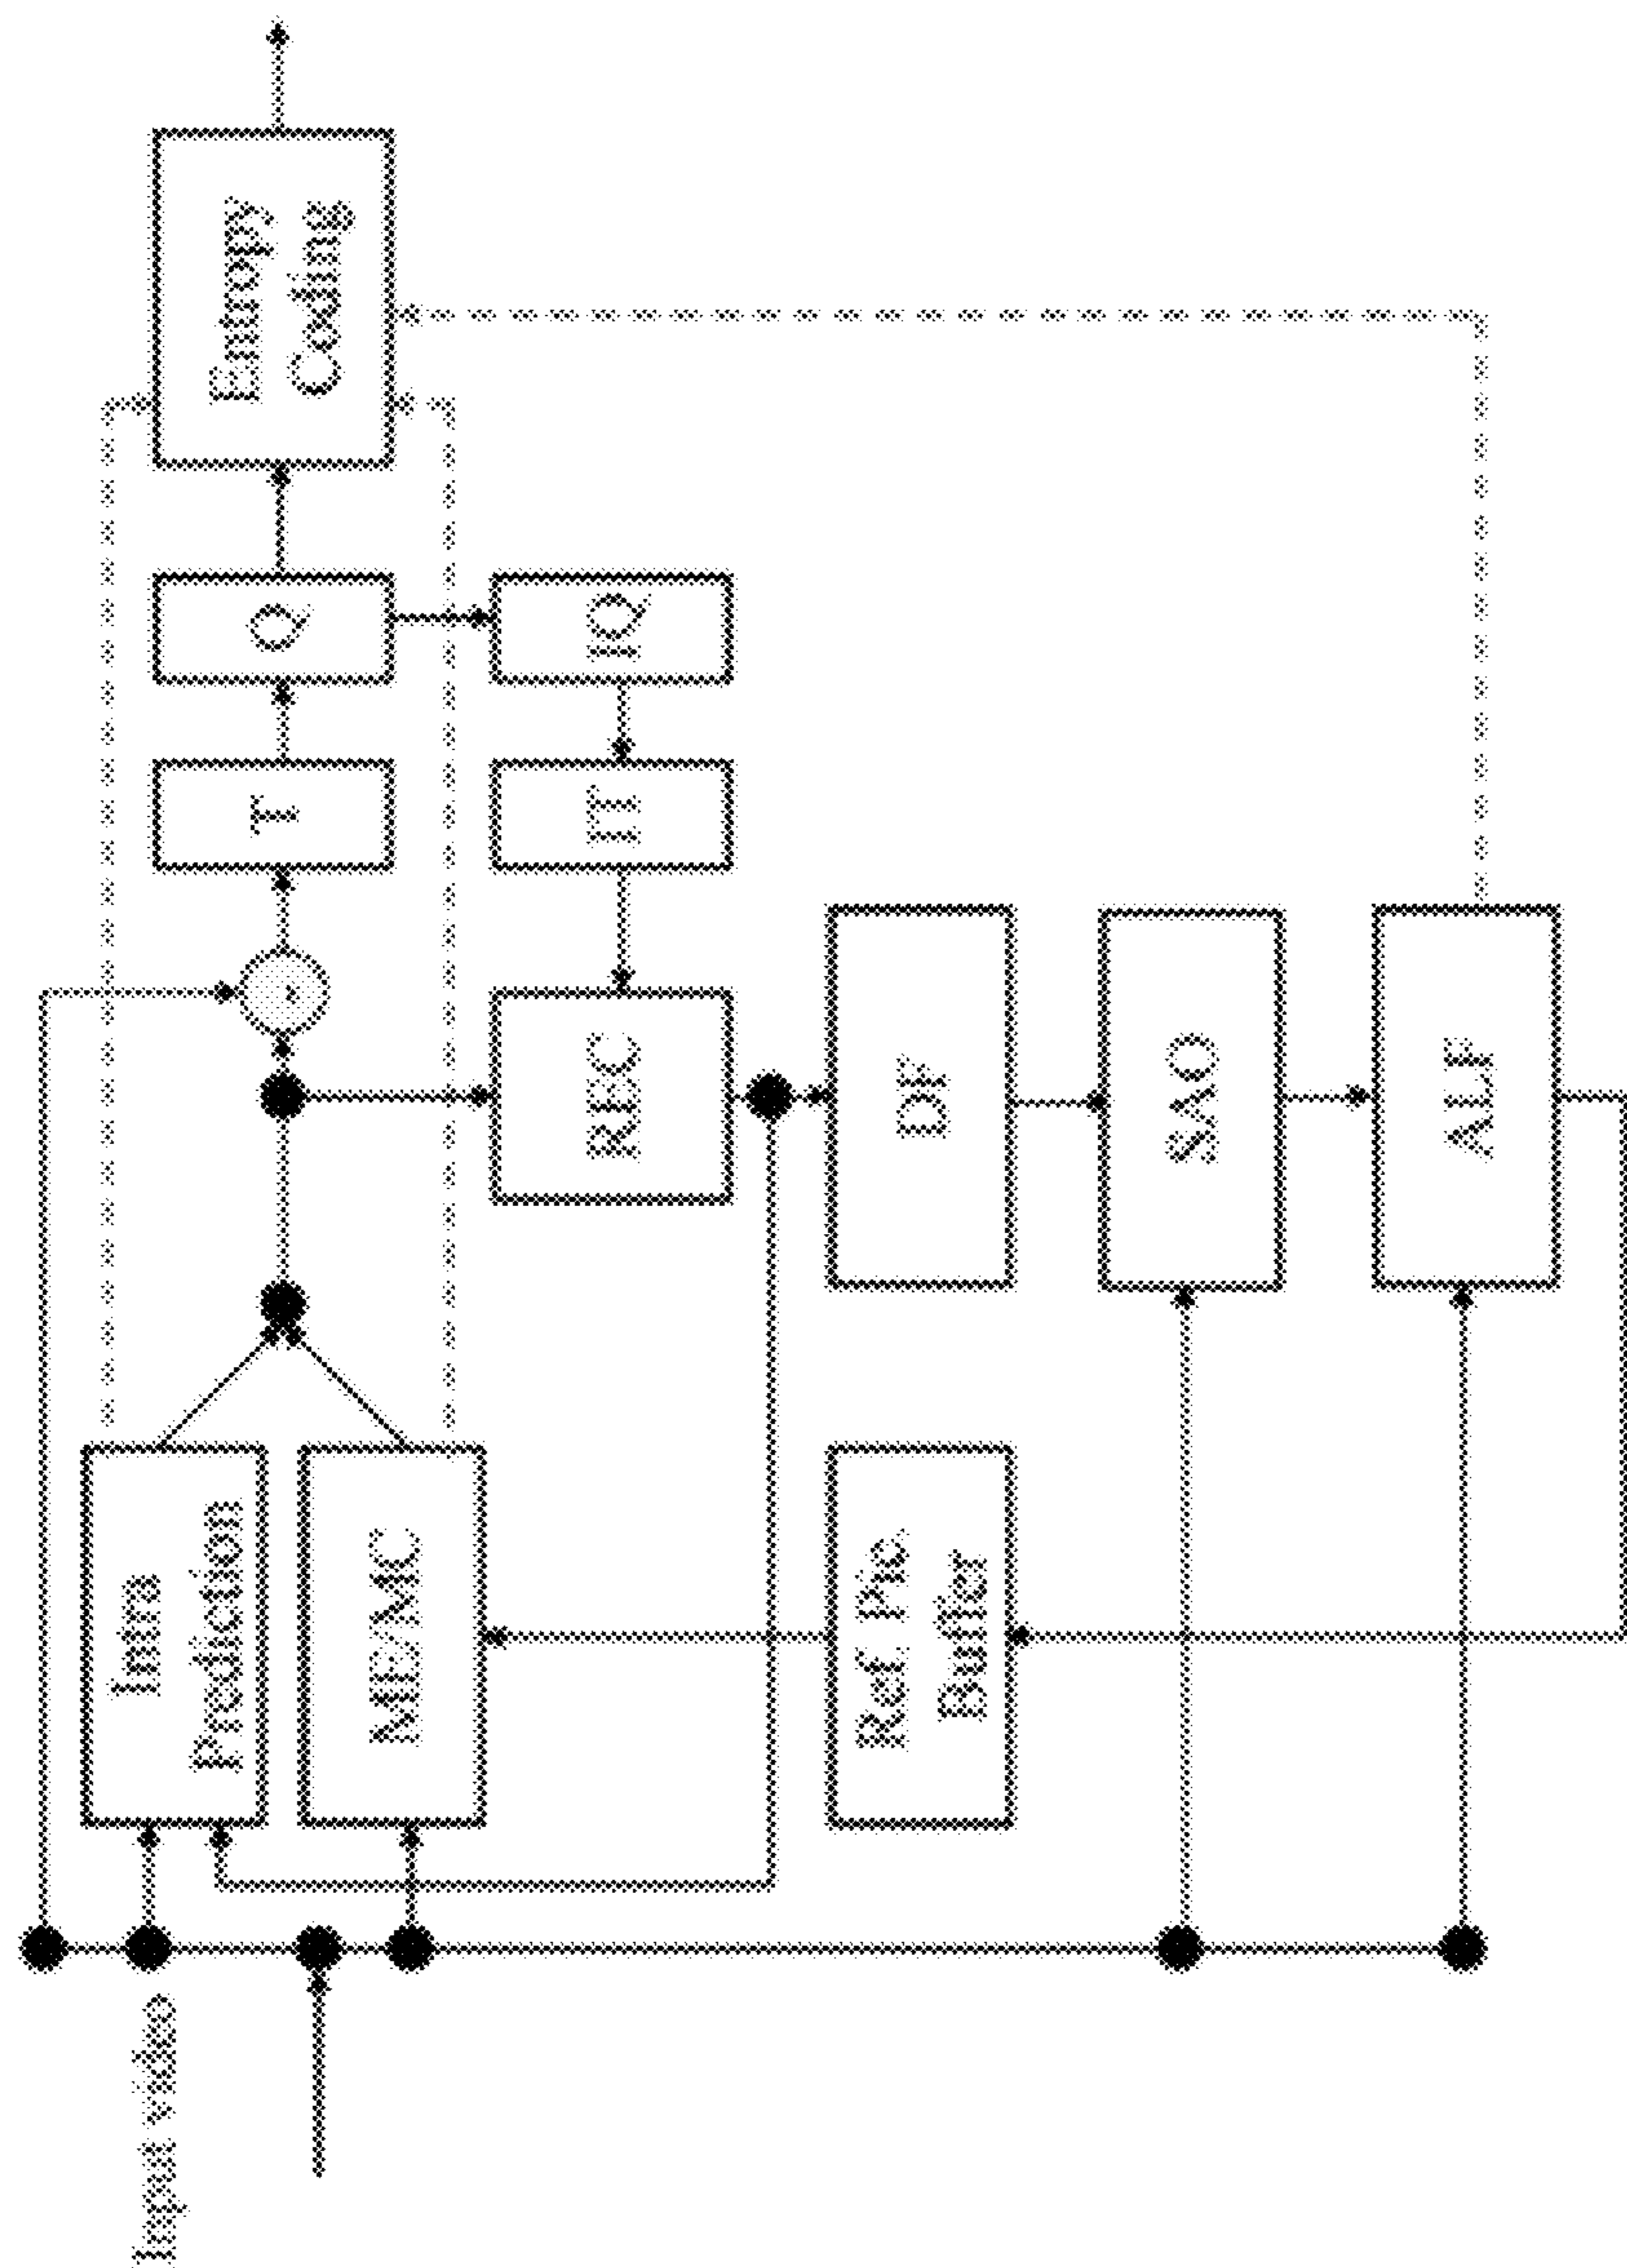 Input video
Intra
Prediction
ME/MC
-
T
Q
Entropy
Coding
REC
IT
IQ
Ref. Pic.
Buffer
DF
SAO
ALF